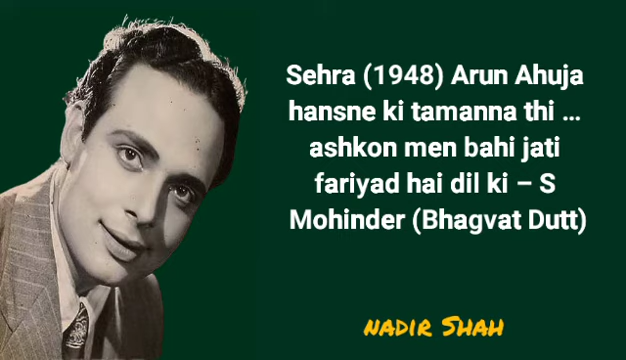 Sehra (1948) Arun Ahuja
hansne ki tamanna thi ...
ashkon men bahi jati
fariyad hai dil ki – S
Mohinder (Bhagvat Dutt)
NADIR SHAH